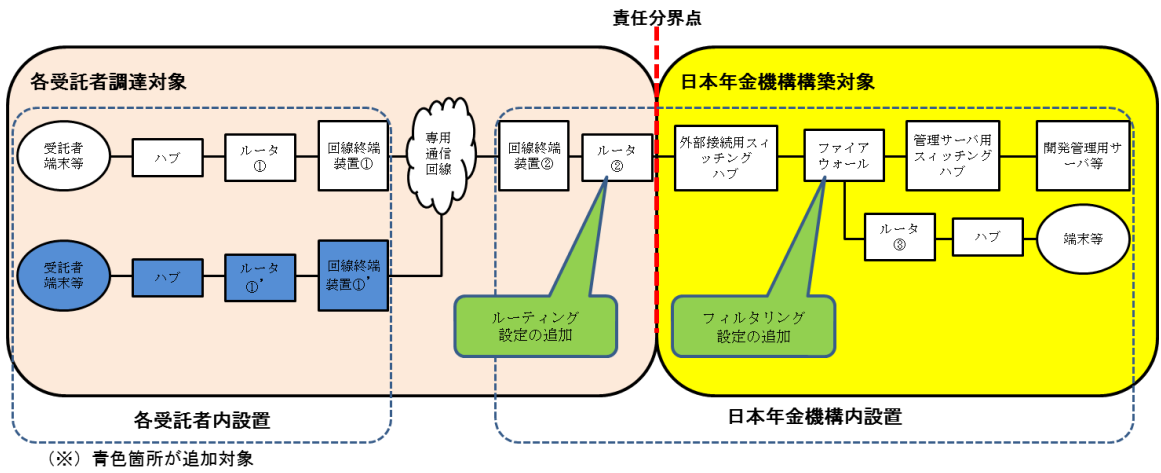 責任分界点
各受託者調達対象
日本年金機構構築対象
受託者
端末等
ハブ
ルータ
①
回線終端
装置①
専用
通信
回線
回線終端
装置②
ルータ
②
外部接続用スイ
ッチング
ハブ
ファイア
ウォール
管理サーバ用
スイッチング
ハブ
開発管理用サ
ーバ等
ルータ
③
ハブ
端末等
受託者
端末等
ハブ
ルータ
①’
回線終端
装置①’
ルーティング
設定の追加
フィルタリング
設定の追加
各受託者内設置
日本年金機構内設置
（※）青色箇所が追加対象